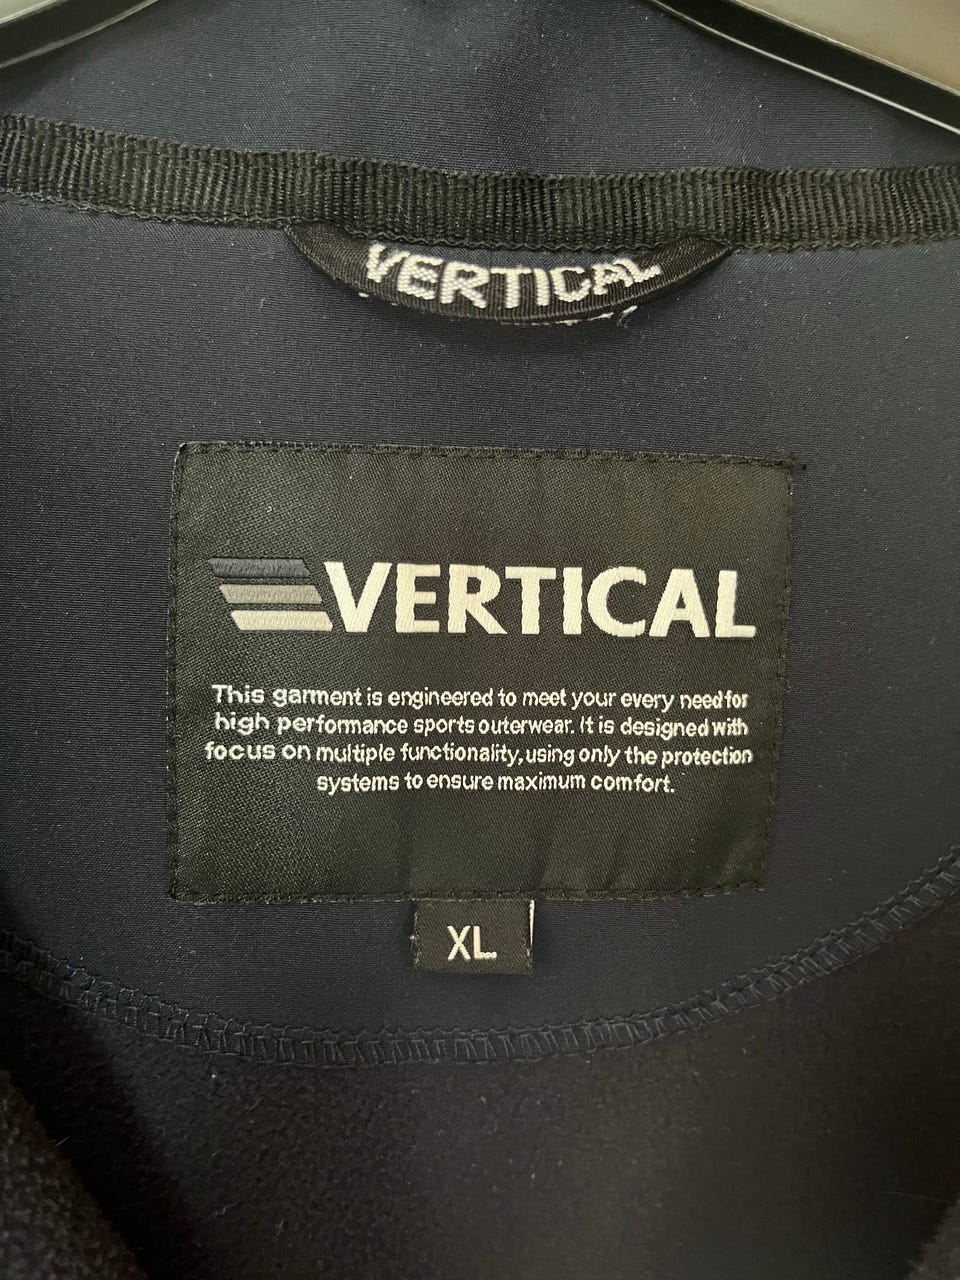 VERTICAL
VERTICAL
This garment is engineered to meet your every need for
high performance sports outerwear. It is designed with
focus on multiple functionality, using only the protection
systems to ensure maximum comfort.
XL